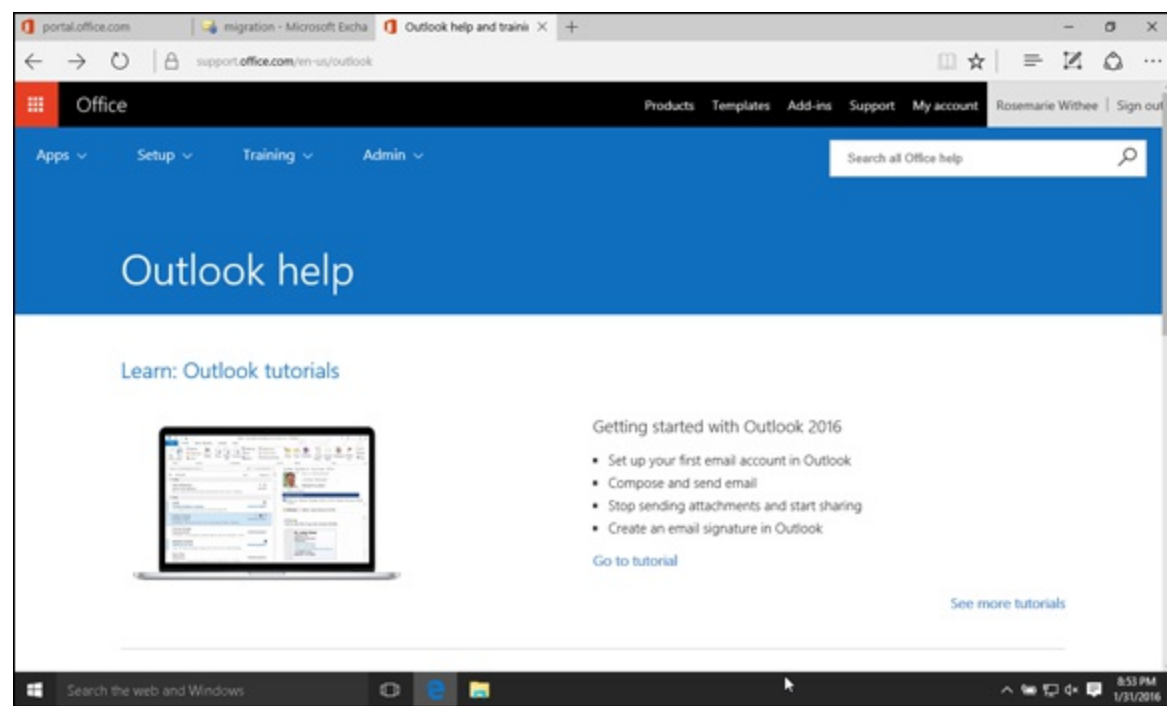 portal.office.com
migration - Microsoft Excha
Outlook help and trainin
support.office.com/en-us/outlook
Office
Products Templates Add-ins Support My account Rosemarie Withee | Sign out
Apps Setup Training Admin
Search all Office help
Outlook help
Learn: Outlook tutorials
Getting started with Outlook 2016
▪ Set up your first email account in Outlook
▪ Compose and send email
▪ Stop sending attachments and start sharing
▪ Create an email signature in Outlook
Go to tutorial
See more tutorials
Search the web and Windows
8:53 PM
1/31/2016